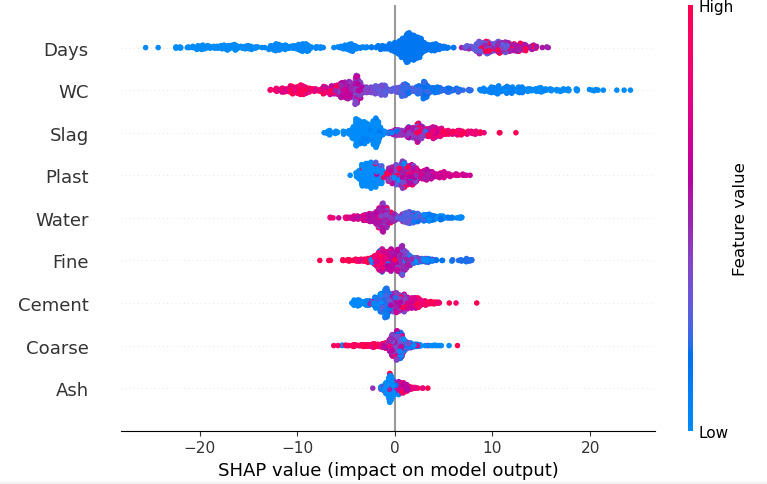 High
Days
WC
Slag
Plast
Water
Fine
Cement
Coarse
Ash
Feature value
Low
−20 −10 0 10 20
SHAP value (impact on model output)